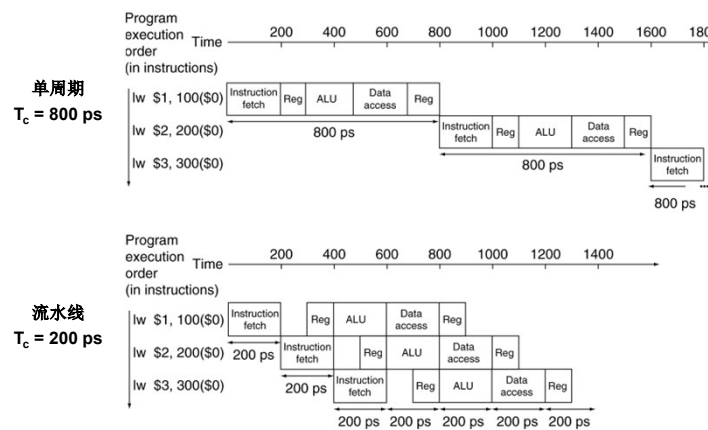 Program
execution
order
(in instructions)
Time
200 400 600 800 1000 1200 1400 1600 180
单周期
Tc = 800 ps
lw $1, 100($0)
Instruction fetch Reg ALU Data access Reg
800 ps
lw $2, 200($0)
Instruction fetch Reg ALU Data access Reg
800 ps
lw $3, 300($0)
Instruction fetch
800 ps
...
Program
execution
order
(in instructions)
Time
200 400 600 800 1000 1200 1400
流水线
Tc = 200 ps
lw $1, 100($0)
Instruction fetch Reg ALU Data access Reg
200 ps
lw $2, 200($0)
Instruction fetch Reg ALU Data access Reg
200 ps
lw $3, 300($0)
Instruction fetch Reg ALU Data access Reg
200 ps 200 ps 200 ps 200 ps 200 ps